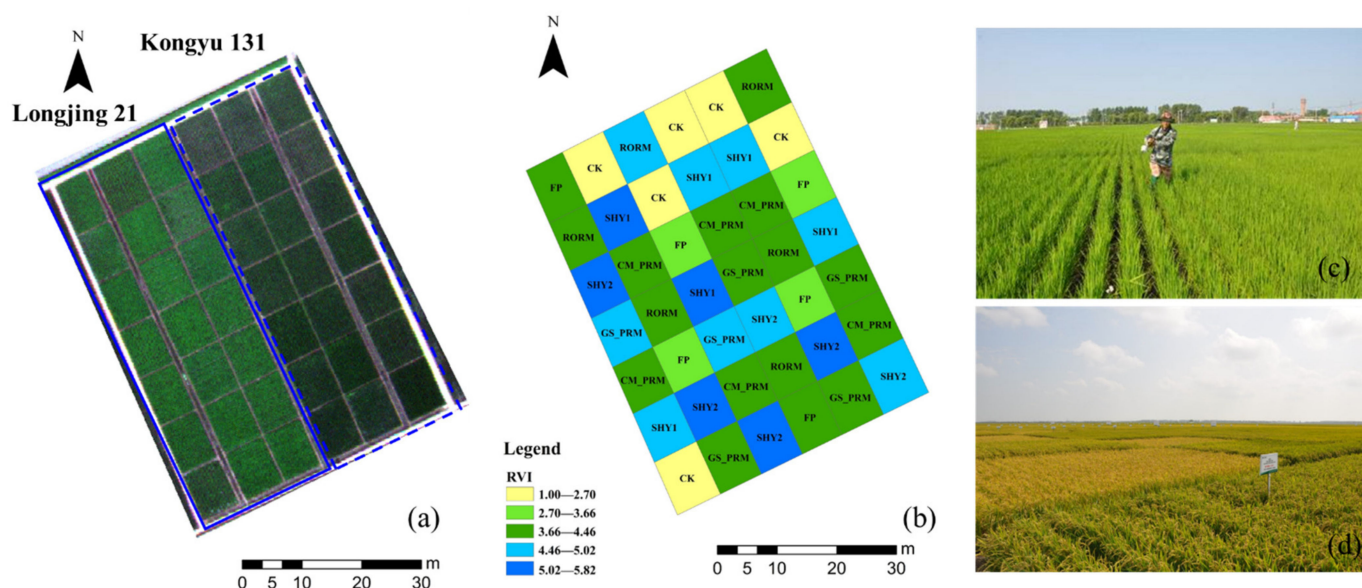 N
Kongyu 131
Longjing 21
(a)
0 5 10 20 30 m
N
FP CK RORM CK CK RORM
RORM SHY1 CK SHY1 SHY1 CK
SHY2 CM_PRM FP CM_PRM CM_PRM FP
GS_PRM RORM SHY1 GS_PRM RORM SHY1
CM_PRM FP GS_PRM SHY2 FP GS_PRM
SHY1 SHY2 CM_PRM RORM SHY2 CM_PRM
CK GS_PRM SHY2 FP GS_PRM SHY2
Legend
RVI
1.00—2.70
2.70—3.66
3.66—4.46
4.46—5.02
5.02—5.82
(b)
0 5 10 20 30 m
(c)
(d)